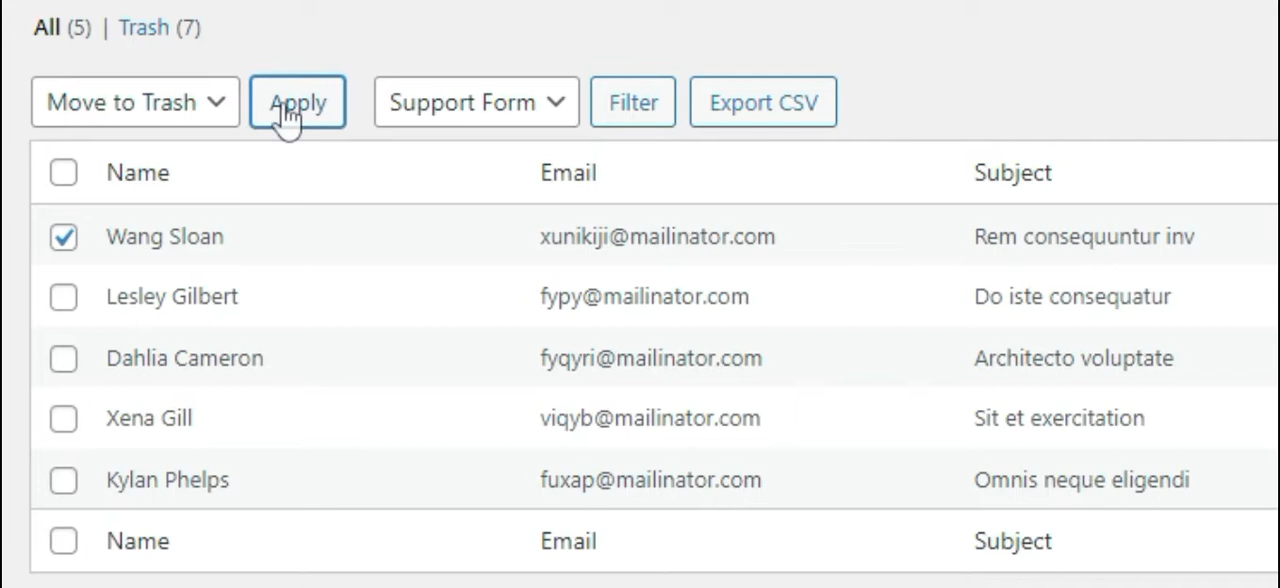 All (5) | Trash (7)
Move to Trash Apply Support Form Filter Export CSV
Name Email Subject
Wang Sloan xunikiji@mailinator.com Rem consequuntur inv
Lesley Gilbert fypy@mailinator.com Do iste consequatur
Dahlia Cameron fyqyri@mailinator.com Architecto voluptate
Xena Gill viqyb@mailinator.com Sit et exercitation
Kylan Phelps fuxap@mailinator.com Omnis neque eligendi
Name Email Subject